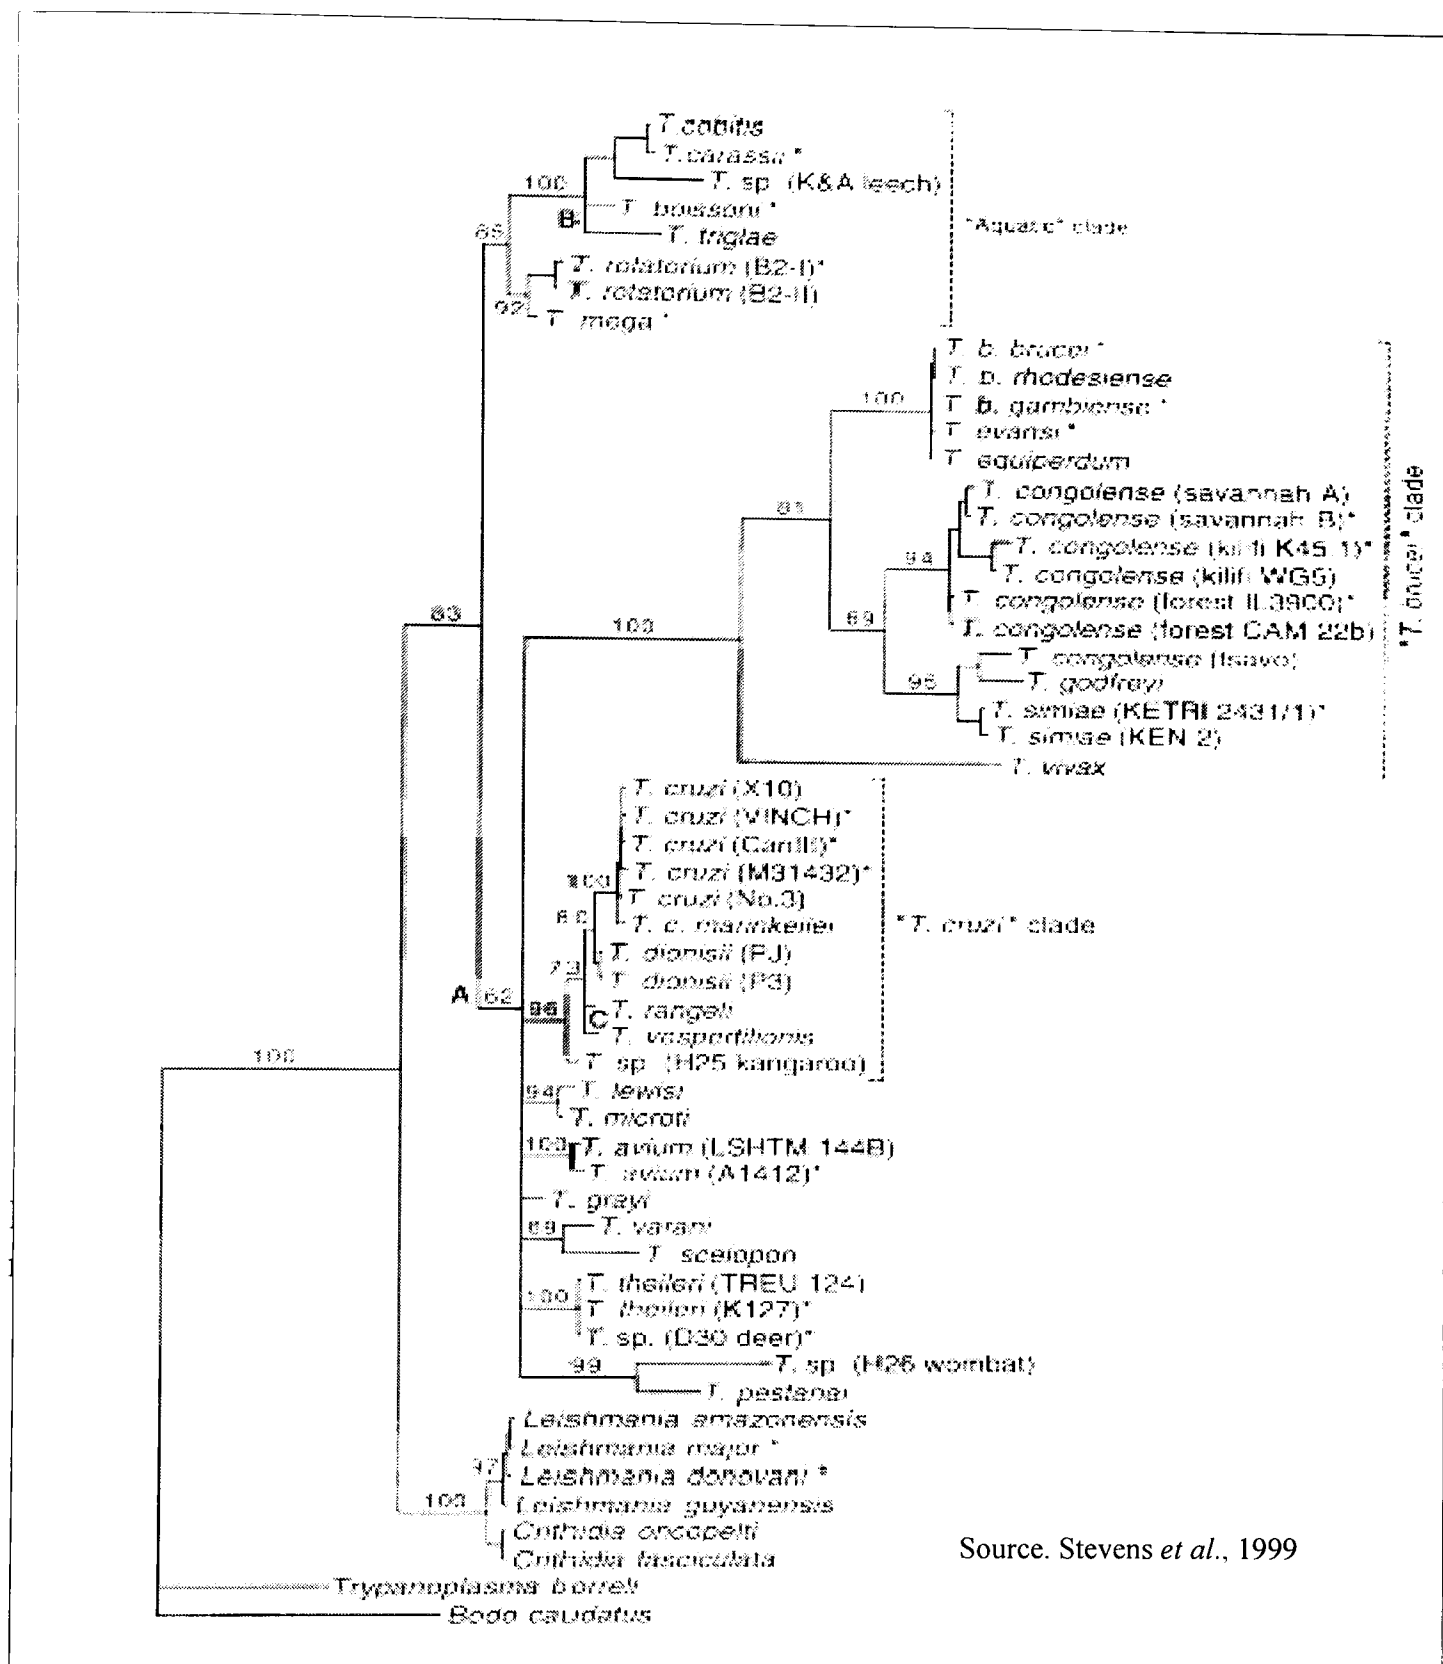 T. cobitis
T. carassii *
T. sp (K&A leech)
T boissoni *
T. triglae
T. rotatorium (B2-I)*
T. rotatorium (B2-II)
T mega *
100
B
85
92
"Aquatic" clade
T. b. brucei *
T. b. rhodesiense
T b. gambiense *
T evansi *
T equiperdum
T. congolense (savannah A)
T. congolense (savannah B)*
T. congolense (kilifi K45.1)*
T. congolense (kilifi WG5)
T. congolense (forest IL3900)*
T. congolense (forest CAM 22b)
T congolense (tsavo)
T. godfreyi
T. simiae (KETRI 2431/1)*
T. simiae (KEN 2)
T. vivax
100
81
94
69
95
100
83
"T. brucei" clade
T. cruzi (X10)
T. cruzi (VINCH)*
T. cruzi (CanIII)*
T. cruzi (M31432)*
T cruzi (No.3)
T. c. marinkellei
T. dionisii (PJ)
T dionisii (P3)
T. rangeli
T. vespertilionis
T sp (H25 kangaroo)
100
60
73
96
C
A
62
"T. cruzi" clade
100
T. lewisi
T. microti
94
T. avium (LSHTM 144B)
T. avium (A1412)*
100
T. grayi
T. varani
T scelopori
69
T. theileri (TREU 124)
T theileri (K127)*
T. sp. (D30 deer)*
100
T. sp (H26 wombat)
T. pestanai
99
Leishmania amazonensis
Leishmania major *
Leishmania donovani *
Leishmania guyanensis
Crithidia oncopelti
Crithidia fasciculata
97
100
Trypanoplasma borreli
Bodo caudatus
Source. Stevens et al., 1999